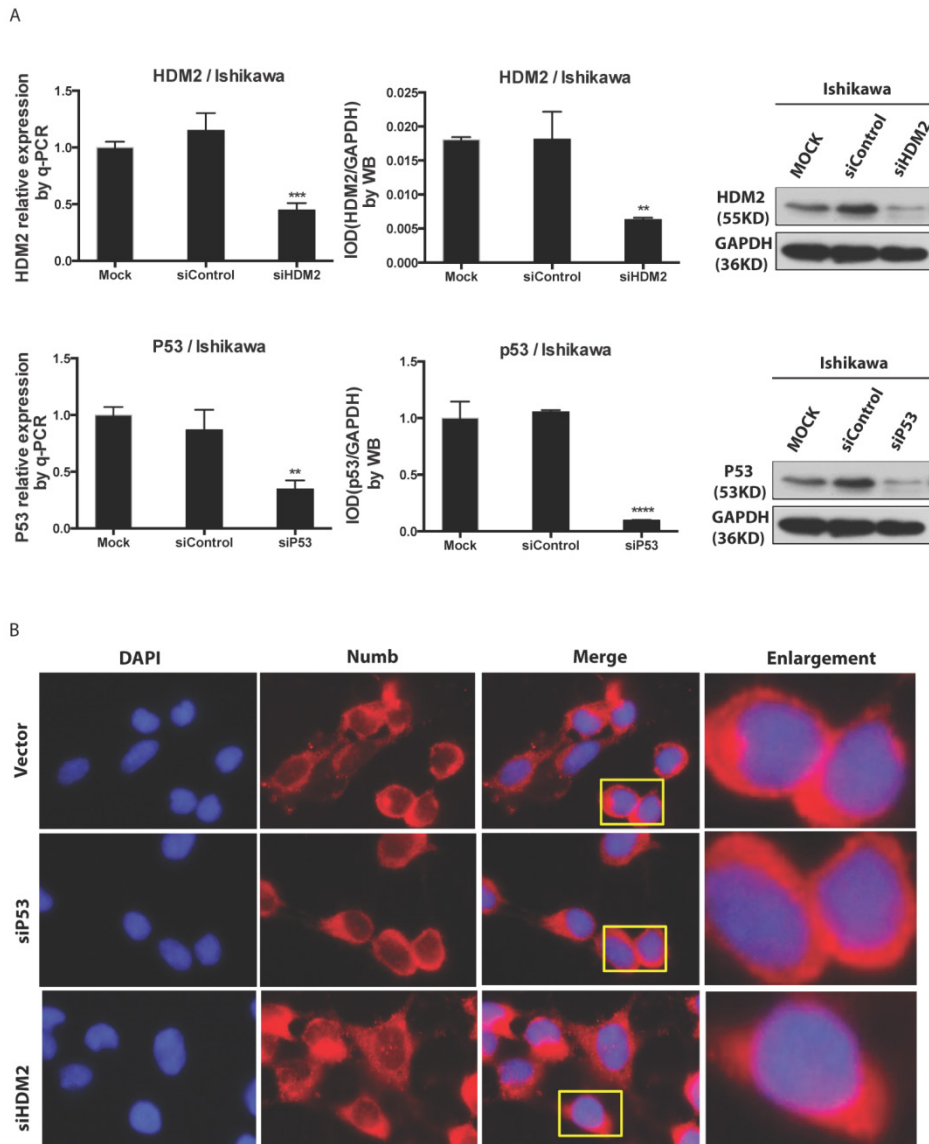 A
HDM2 / Ishikawa
HDM2 relative expression
by q-PCR
1.5
1.0
0.5
0.0
***
Mock
siControl
siHDM2
HDM2 / Ishikawa
IOD(HDM2/GAPDH)
by WB
0.025
0.020
0.015
0.010
0.005
0.000
**
Mock
siControl
siHDM2
Ishikawa
MOCK
siControl
siHDM2
HDM2
(55KD)
GAPDH
(36KD)
P53 / Ishikawa
P53 relative expression
by q-PCR
1.5
1.0
0.5
0.0
**
Mock
siControl
siP53
p53 / Ishikawa
IOD(p53/GAPDH)
by WB
1.5
1.0
0.5
0.0
****
Mock
siControl
siP53
Ishikawa
MOCK
siControl
siP53
P53
(53KD)
GAPDH
(36KD)
B
DAPI
Numb
Merge
Enlargement
Vector
siP53
siHDM2